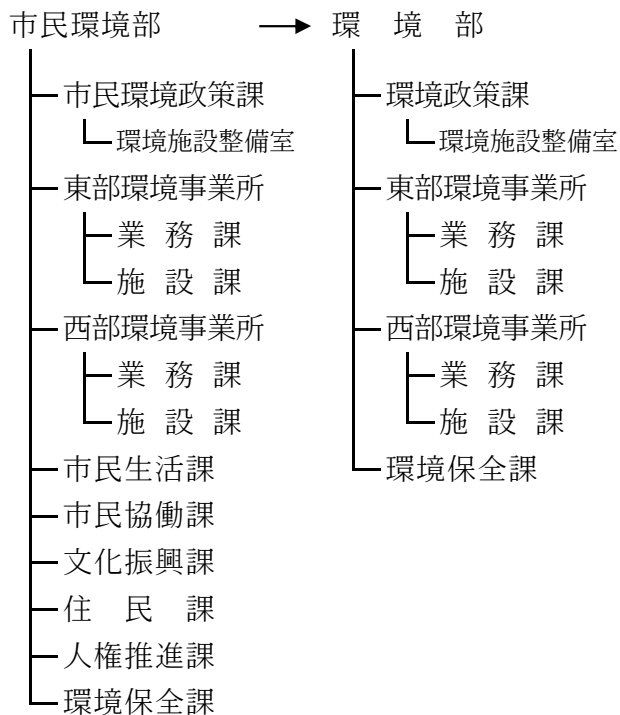 市民環境部 → 環 境 部
市民環境政策課
環境施設整備室
東部環境事業所
業 務 課
施 設 課
西部環境事業所
業 務 課
施 設 課
市民生活課
市民協働課
文化振興課
住 民 課
人権推進課
環境保全課
環境政策課
環境施設整備室
東部環境事業所
業 務 課
施 設 課
西部環境事業所
業 務 課
施 設 課
環境保全課